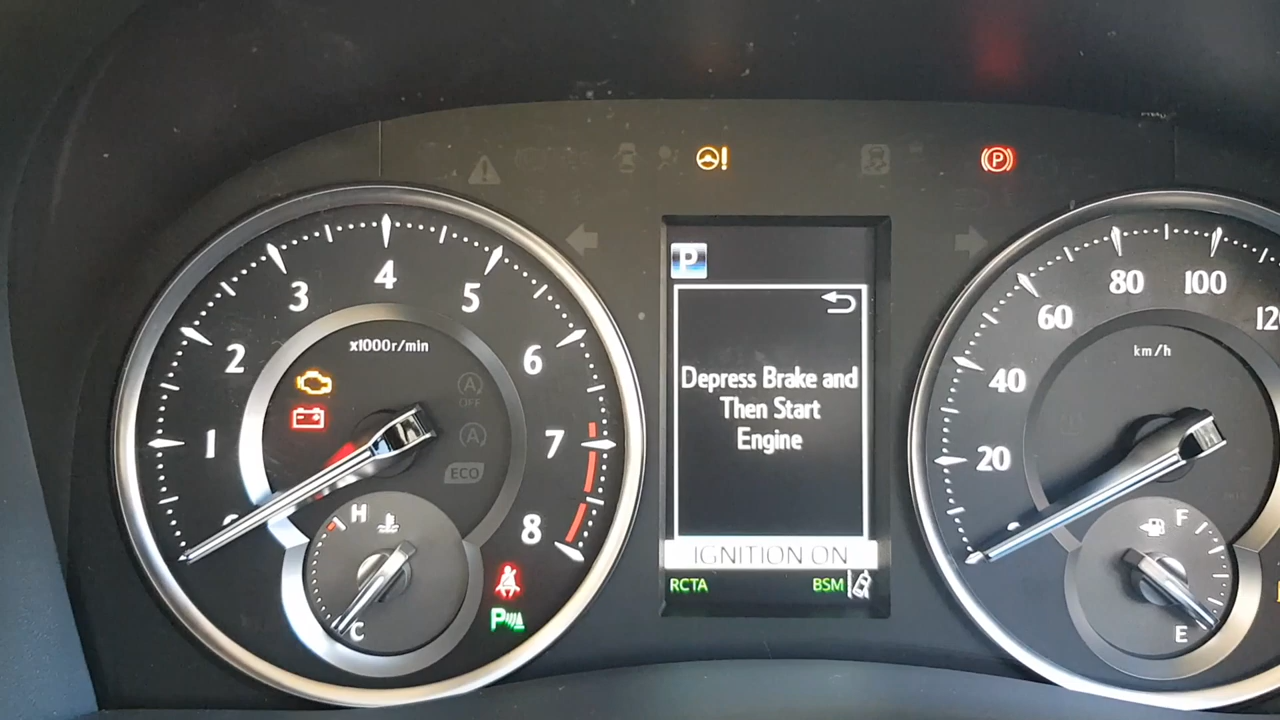 P
Depress Brake and
Then Start
Engine
IGNITION ON
RCTA
BSM
x1000r/min
1
2
3
4
5
6
7
8
A
OFF
A
ECO
H
C
P
P
km/h
20
40
60
80
100
F
E